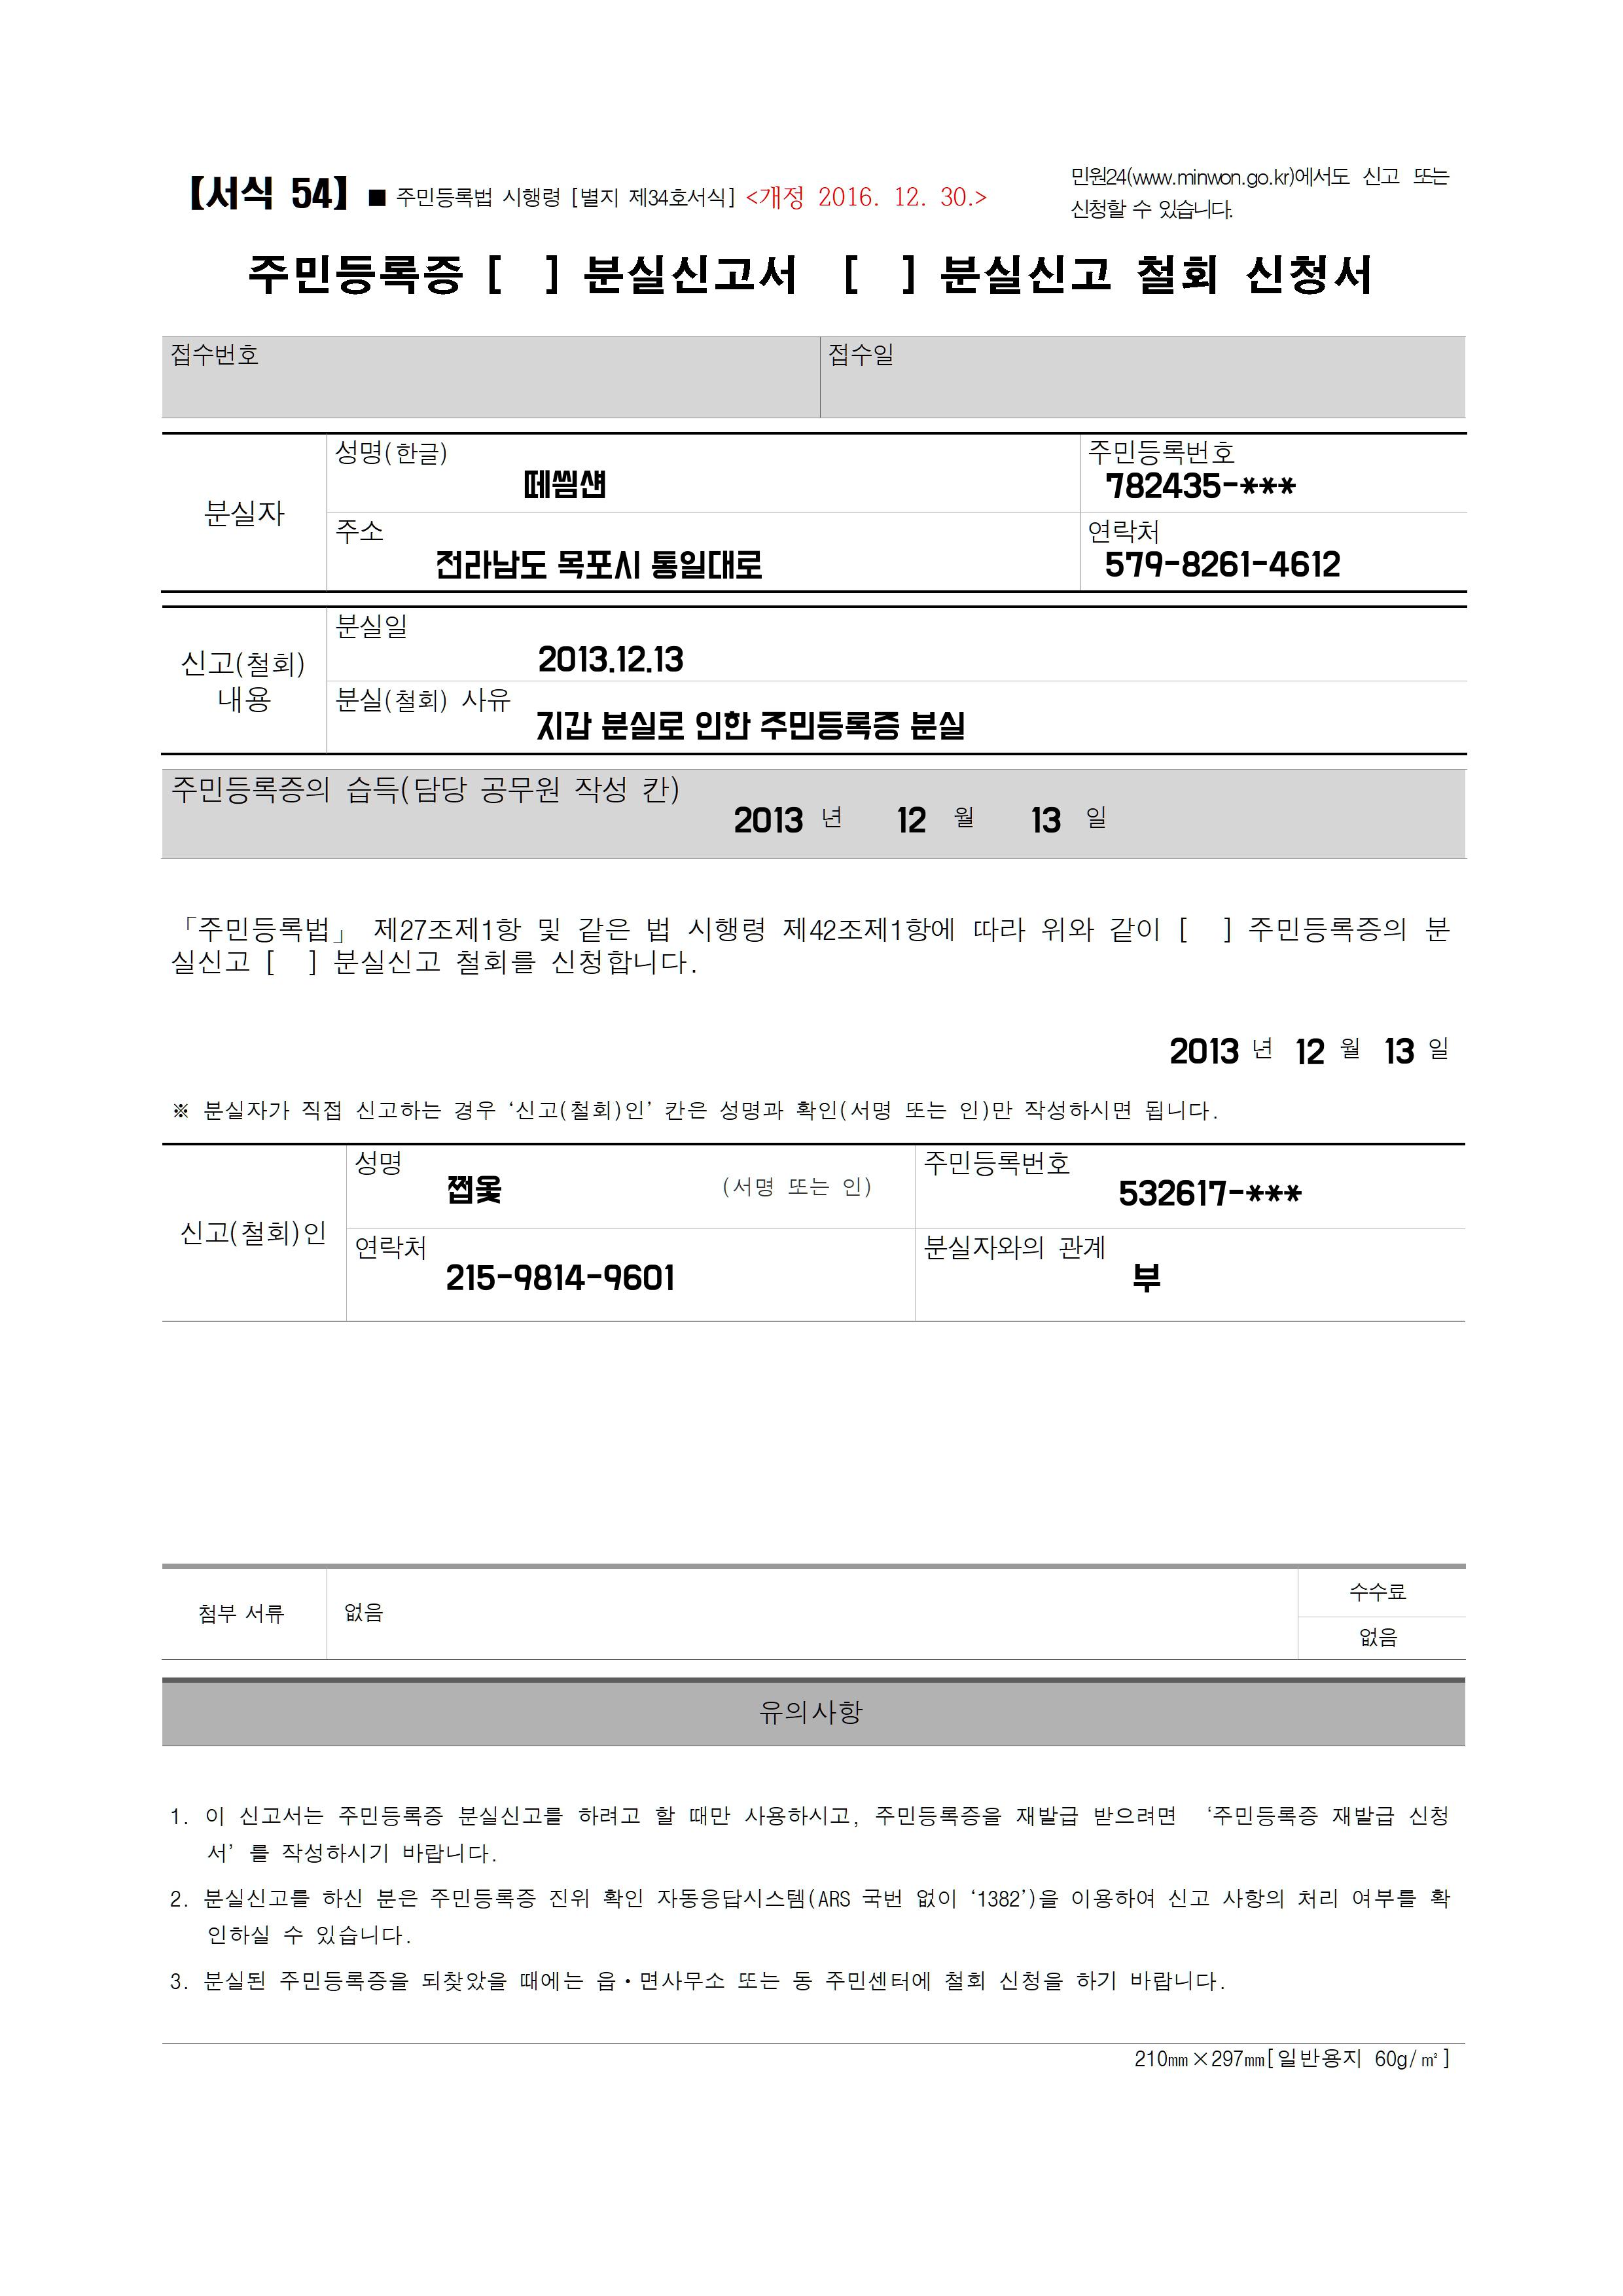 【서식 54】 ■ 주민등록법 시행령 [별지 제34호서식] <개정 2016. 12. 30.>
민원24(www.minwon.go.kr)에서도 신고 또는
신청할 수 있습니다.
주민등록증 [ ] 분실신고서 [ ] 분실신고 철회 신청서
접수번호 접수일
성명(한글) 주민등록번호
떼씜섄 782435-***
분실자
주소 연락처
전라남도 목포시 통일대로 579-8261-4612
분실일
2013.12.13
신고(철회)
내용
분실(철회) 사유
지갑 분실로 인한 주민등록증 분실
주민등록증의 습득(담당 공무원 작성 칸)
2013 년 12 월 13 일
「주민등록법」 제27조제1항 및 같은 법 시행령 제42조제1항에 따라 위와 같이 [ ] 주민등록증의 분
실신고 [ ] 분실신고 철회를 신청합니다.
2013 년 12 월 13 일
※ 분실자가 직접 신고하는 경우 ‘신고(철회)인’ 칸은 성명과 확인(서명 또는 인)만 작성하시면 됩니다.
성명 주민등록번호
쩝옻 (서명 또는 인) 532617-***
신고(철회)인
연락처 분실자와의 관계
215-9814-9601 부
첨부 서류 없음 수수료
없음
유의사항
1. 이 신고서는 주민등록증 분실신고를 하려고 할 때만 사용하시고, 주민등록증을 재발급 받으려면 ‘주민등록증 재발급 신청
서’를 작성하시기 바랍니다.
2. 분실신고를 하신 분은 주민등록증 진위 확인 자동응답시스템(ARS 국번 없이 ‘1382’)을 이용하여 신고 사항의 처리 여부를 확
인하실 수 있습니다.
3. 분실된 주민등록증을 되찾았을 때에는 읍·면사무소 또는 동 주민센터에 철회 신청을 하기 바랍니다.
210㎜×297㎜[일반용지 60g/㎡]